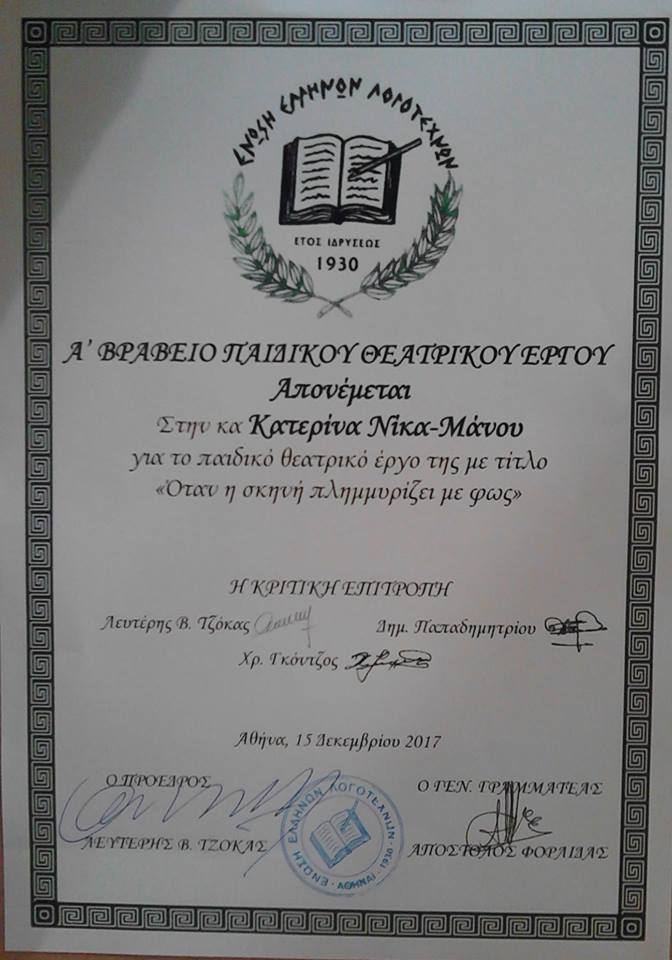 ΕΝΩΣΗ ΕΛΛΗΝΩΝ ΛΟΓΟΤΕΧΝΩΝ
ΕΤΟΣ ΙΔΡΥΣΕΩΣ
1930
Α' ΒΡΑΒΕΙΟ ΠΑΙΔΙΚΟΥ ΘΕΑΤΡΙΚΟΥ ΕΡΓΟΥ
Απονέμεται
Στην κα Κατερίνα Νίκα-Μάνου
για το παιδικό θεατρικό έργο της με τίτλο
«Όταν η σκηνή πλημμυρίζει με φως»
Η ΚΡΙΤΙΚΗ ΕΠΙΤΡΟΠΗ
Λευτέρης Β. Τζόκας Δημ. Παπαδημητρίου
Χρ. Γκόντζος
Αθήνα, 15 Δεκεμβρίου 2017
Ο ΠΡΟΕΔΡΟΣ Ο ΓΕΝ. ΓΡΑΜΜΑΤΕΑΣ
ΛΕΥΤΕΡΗΣ Β. ΤΖΟΚΑΣ ΑΠΟΣΤΟΛΟΣ ΦΟΡΛΙΔΑΣ
ΕΝΩΣΗ ΕΛΛΗΝΩΝ ΛΟΓΟΤΕΧΝΩΝ · 1930 · ΑΘΗΝΑΙ ·